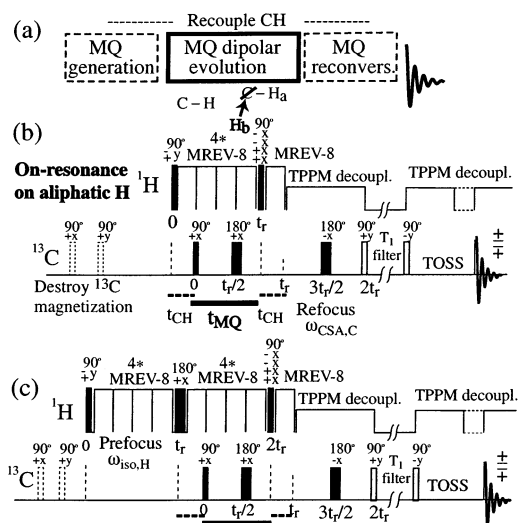 (a)
Recouple CH
MQ generation
MQ dipolar evolution
MQ reconvers.
C – H
C – Ha
Hb
(b)
On-resonance on aliphatic H
1H
90° ±y
4* MREV-8
90° -x -x +x +x
MREV-8
TPPM decoupl.
TPPM decoupl.
0
tr
13C
90° +x
90° +y
90° +x
180° +x
180° -x
90° +y
T1 filter
90° -y
TOSS
± ∓
Destroy 13C magnetization
0
tr/2
tr
3tr/2
2tr
tCH
tMQ
tCH
Refocus ωCSA,C
(c)
1H
90° ±y
4* MREV-8
180° +x
4* MREV-8
90° -x -x +x +x
MREV-8
TPPM decoupl.
TPPM decoupl.
0
Prefocus ωiso,H
tr
2tr
13C
90° +x
90° +y
90° +x
180° +x
180° -x
90° +y
T1 filter
90° -y
TOSS
± ∓
0
tr/2
tr
3tr/2
2tr